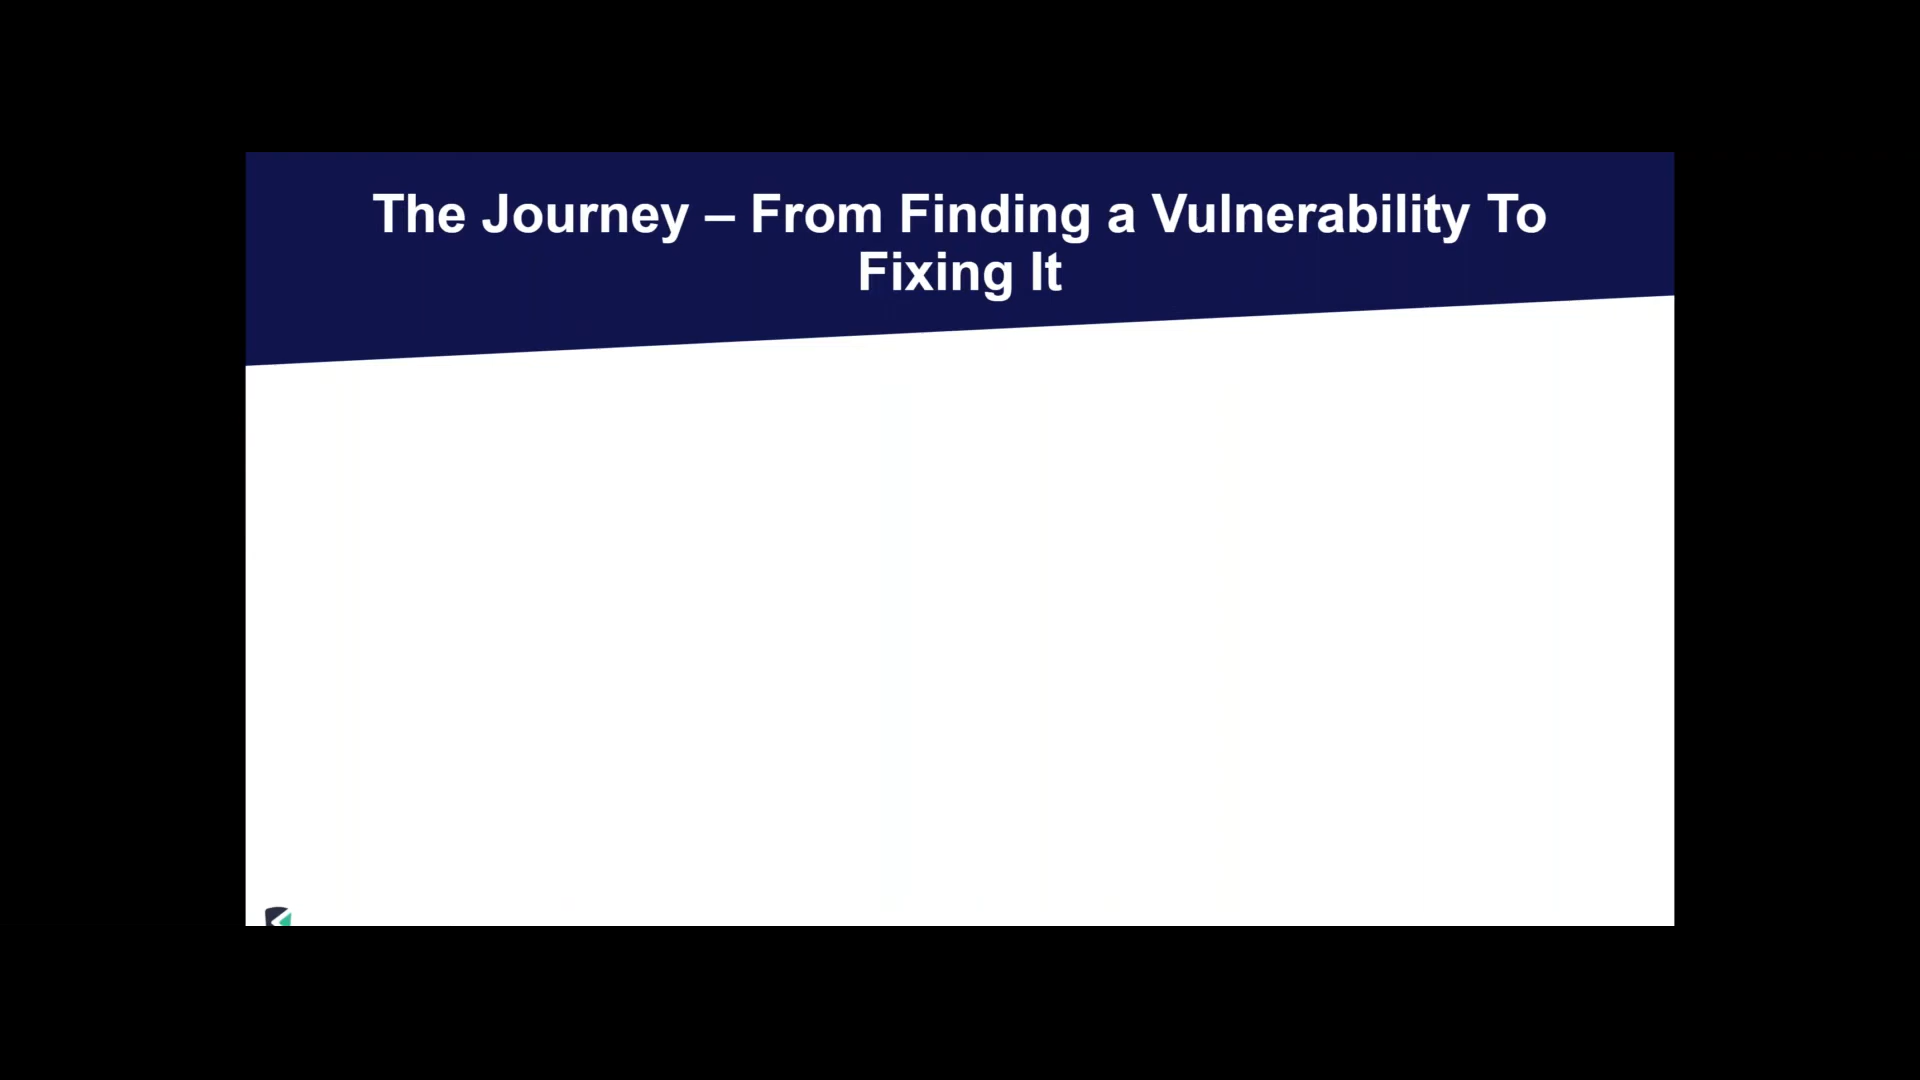 The Journey – From Finding a Vulnerability To
Fixing It